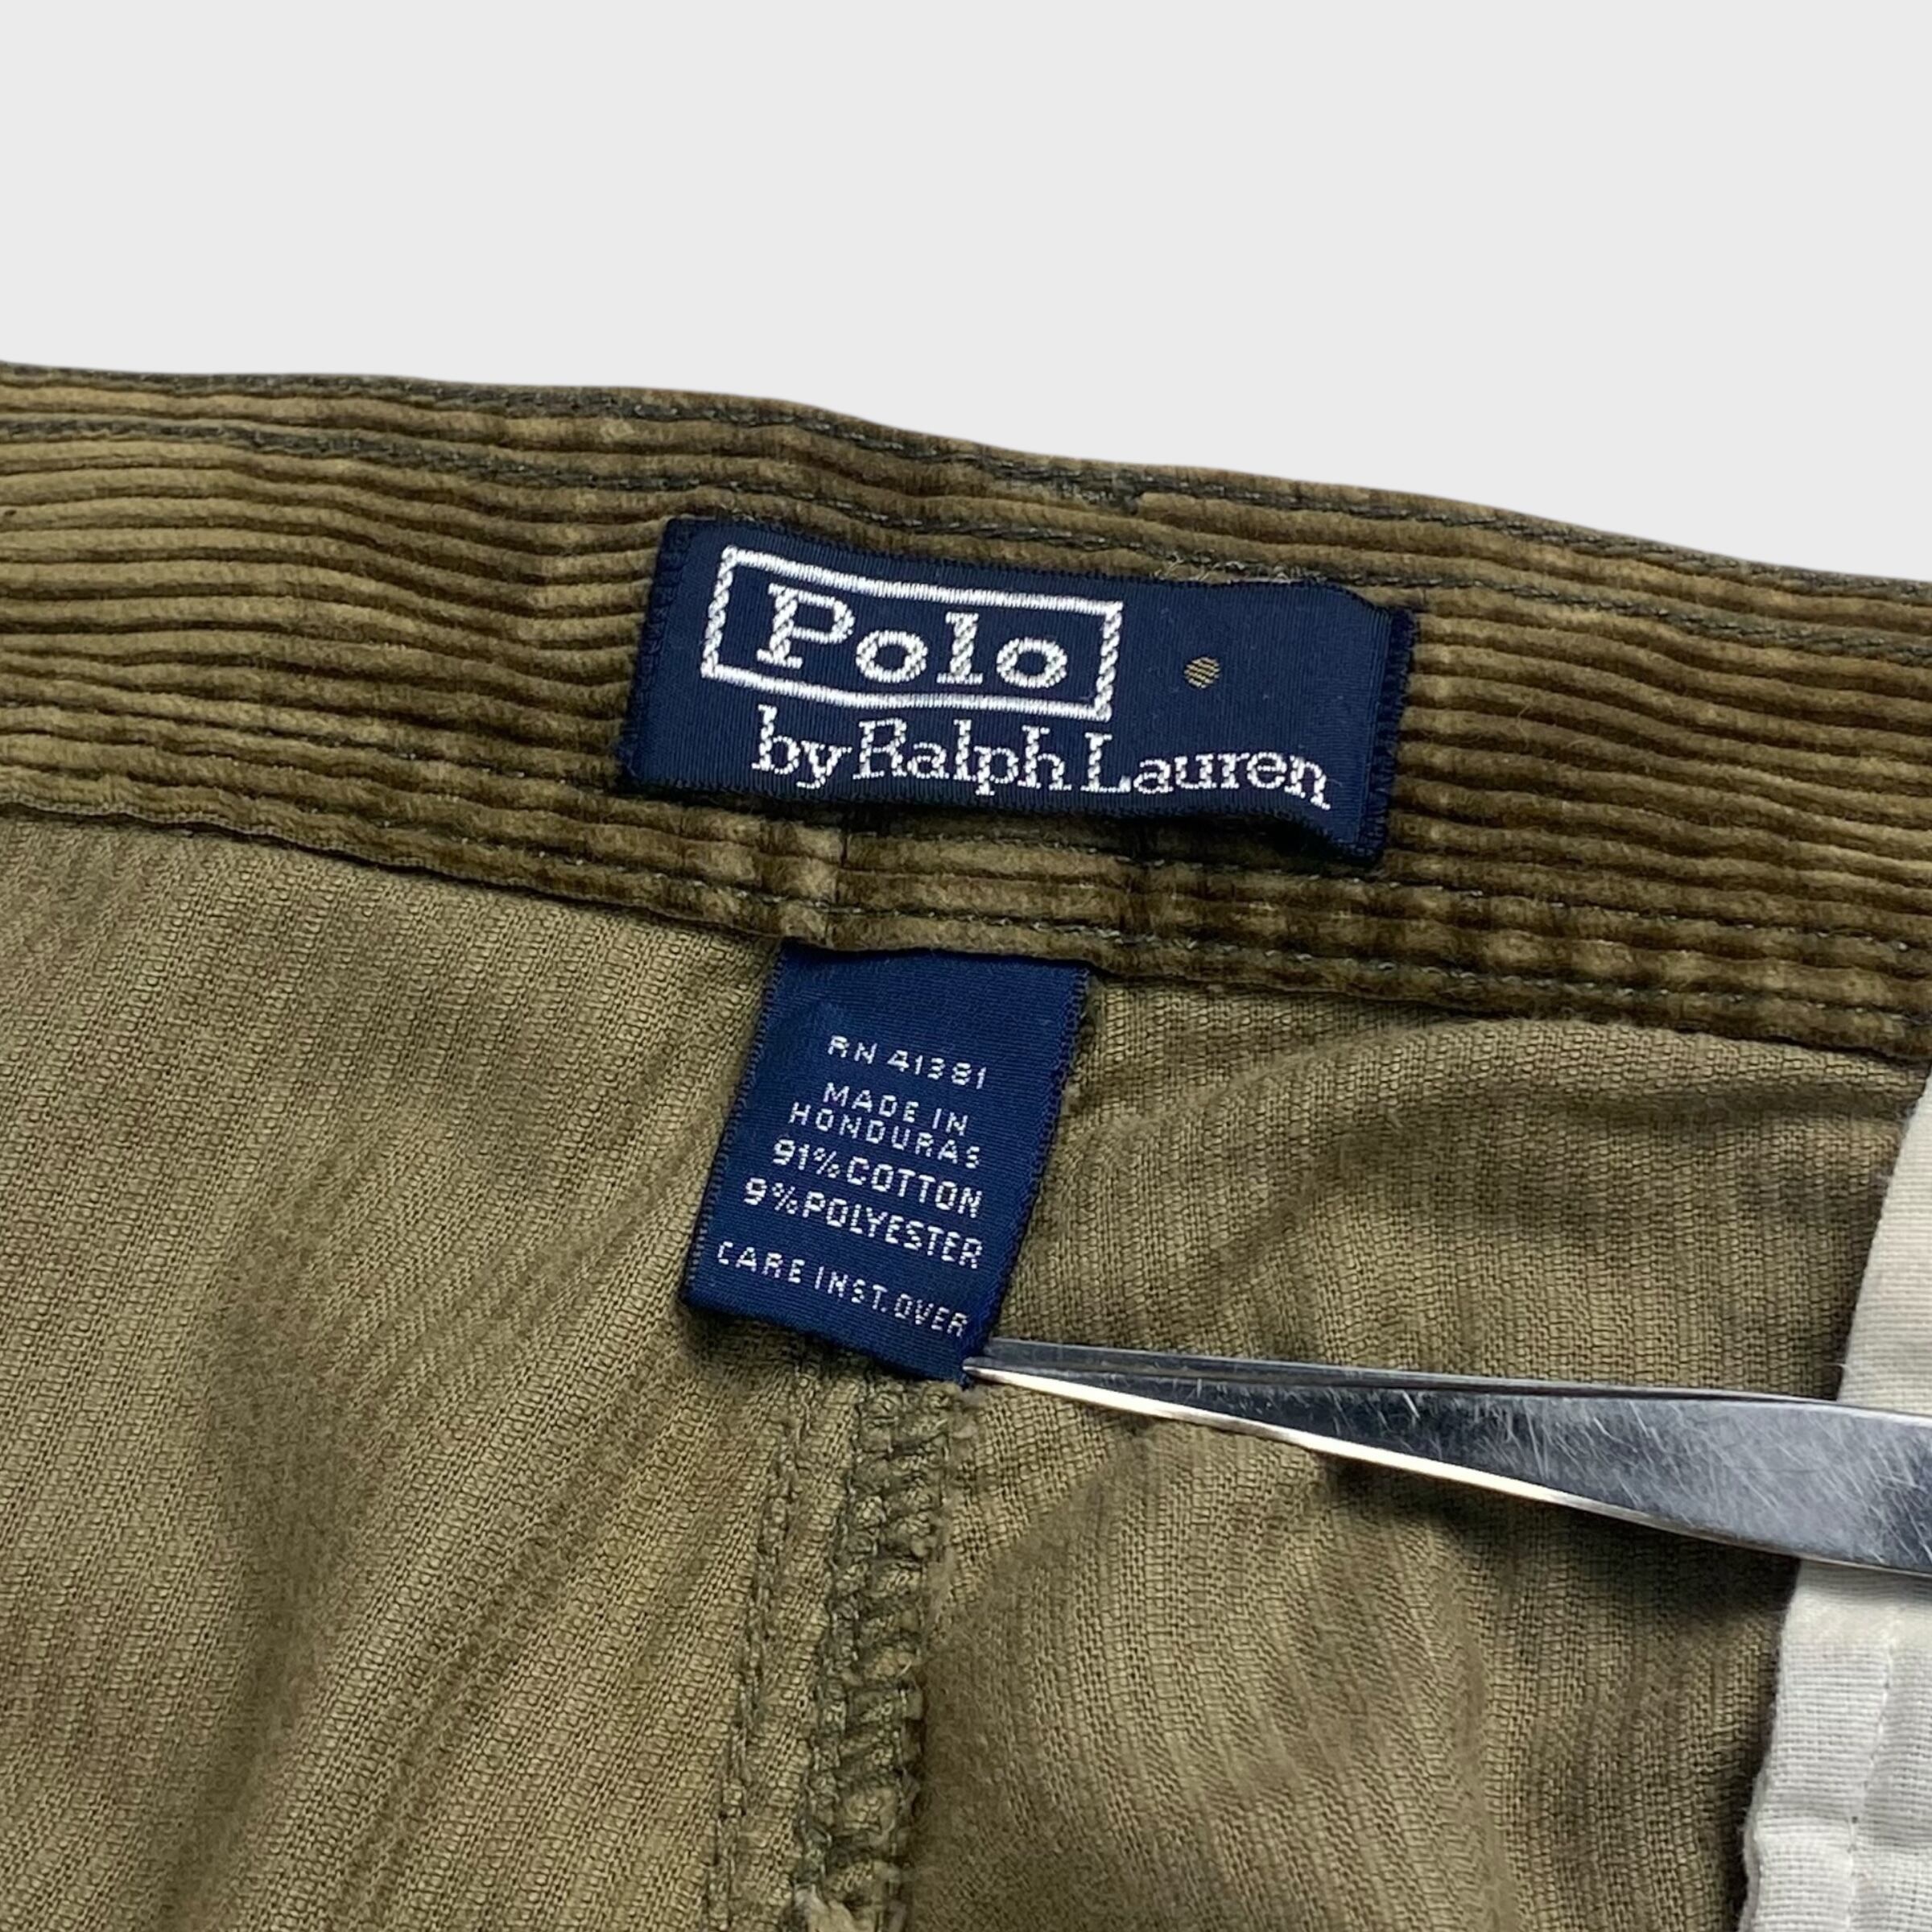 Polo
by Ralph Lauren
RN 41381
MADE IN
HONDURAS
91% COTTON
9% POLYESTER
CARE INST. OVER